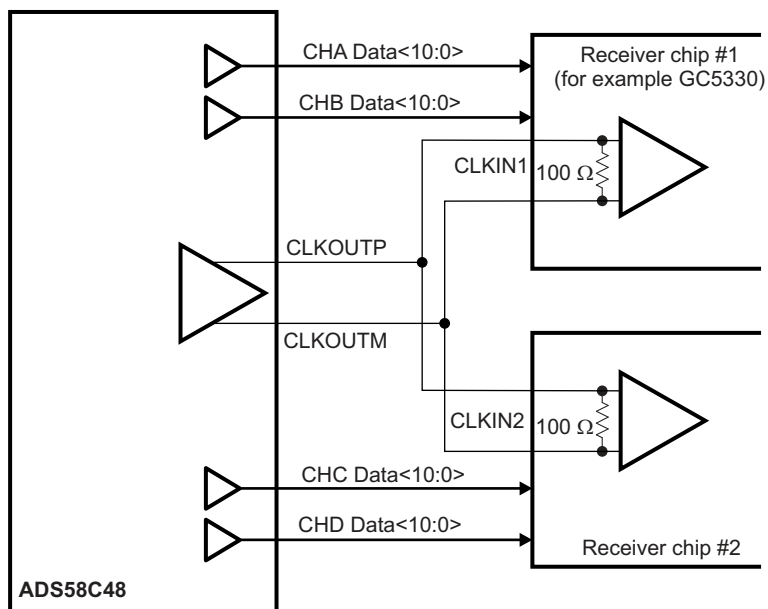 CHA Data<10:0>
CHB Data<10:0>
Receiver chip #1
(for example GC5330)
CLKIN1
100 Ω
CLKOUTP
CLKOUTM
CLKIN2
100 Ω
CHC Data<10:0>
CHD Data<10:0>
Receiver chip #2
ADS58C48